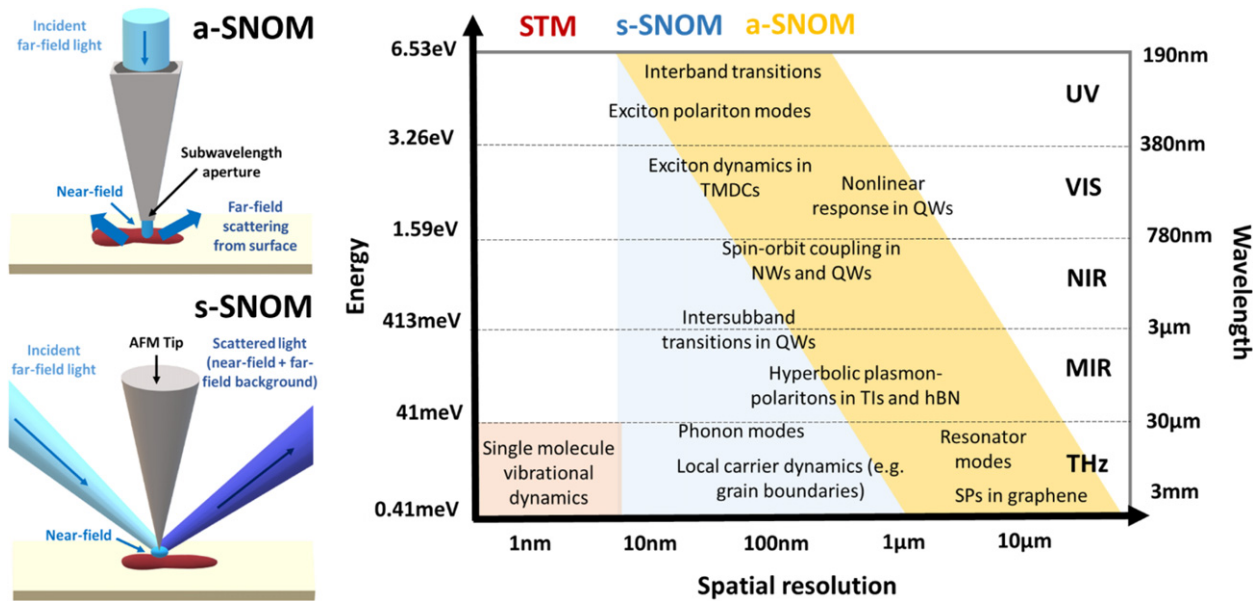 a-SNOM
Incident
far-field light
Subwavelength
aperture
Near-field
Far-field
scattering
from surface
s-SNOM
Incident
far-field light
AFM Tip
Scattered light
(near-field + far-
field background)
Near-field
STM s-SNOM a-SNOM
Energy
6.53eV
3.26eV
1.59eV
413meV
41meV
0.41meV
Interband transitions
Exciton polariton modes
Exciton dynamics in
TMDCs
Nonlinear
response in QWs
Spin-orbit coupling in
NWs and QWs
Intersubband
transitions in QWs
Hyperbolic plasmon-
polaritons in TIs and hBN
Single molecule
vibrational
dynamics
Phonon modes
Local carrier dynamics (e.g.
grain boundaries)
Resonator
modes
SPs in graphene
UV
VIS
NIR
MIR
THz
190nm
380nm
780nm
3μm
30μm
3mm
Wavelength
1nm 10nm 100nm 1μm 10μm
Spatial resolution